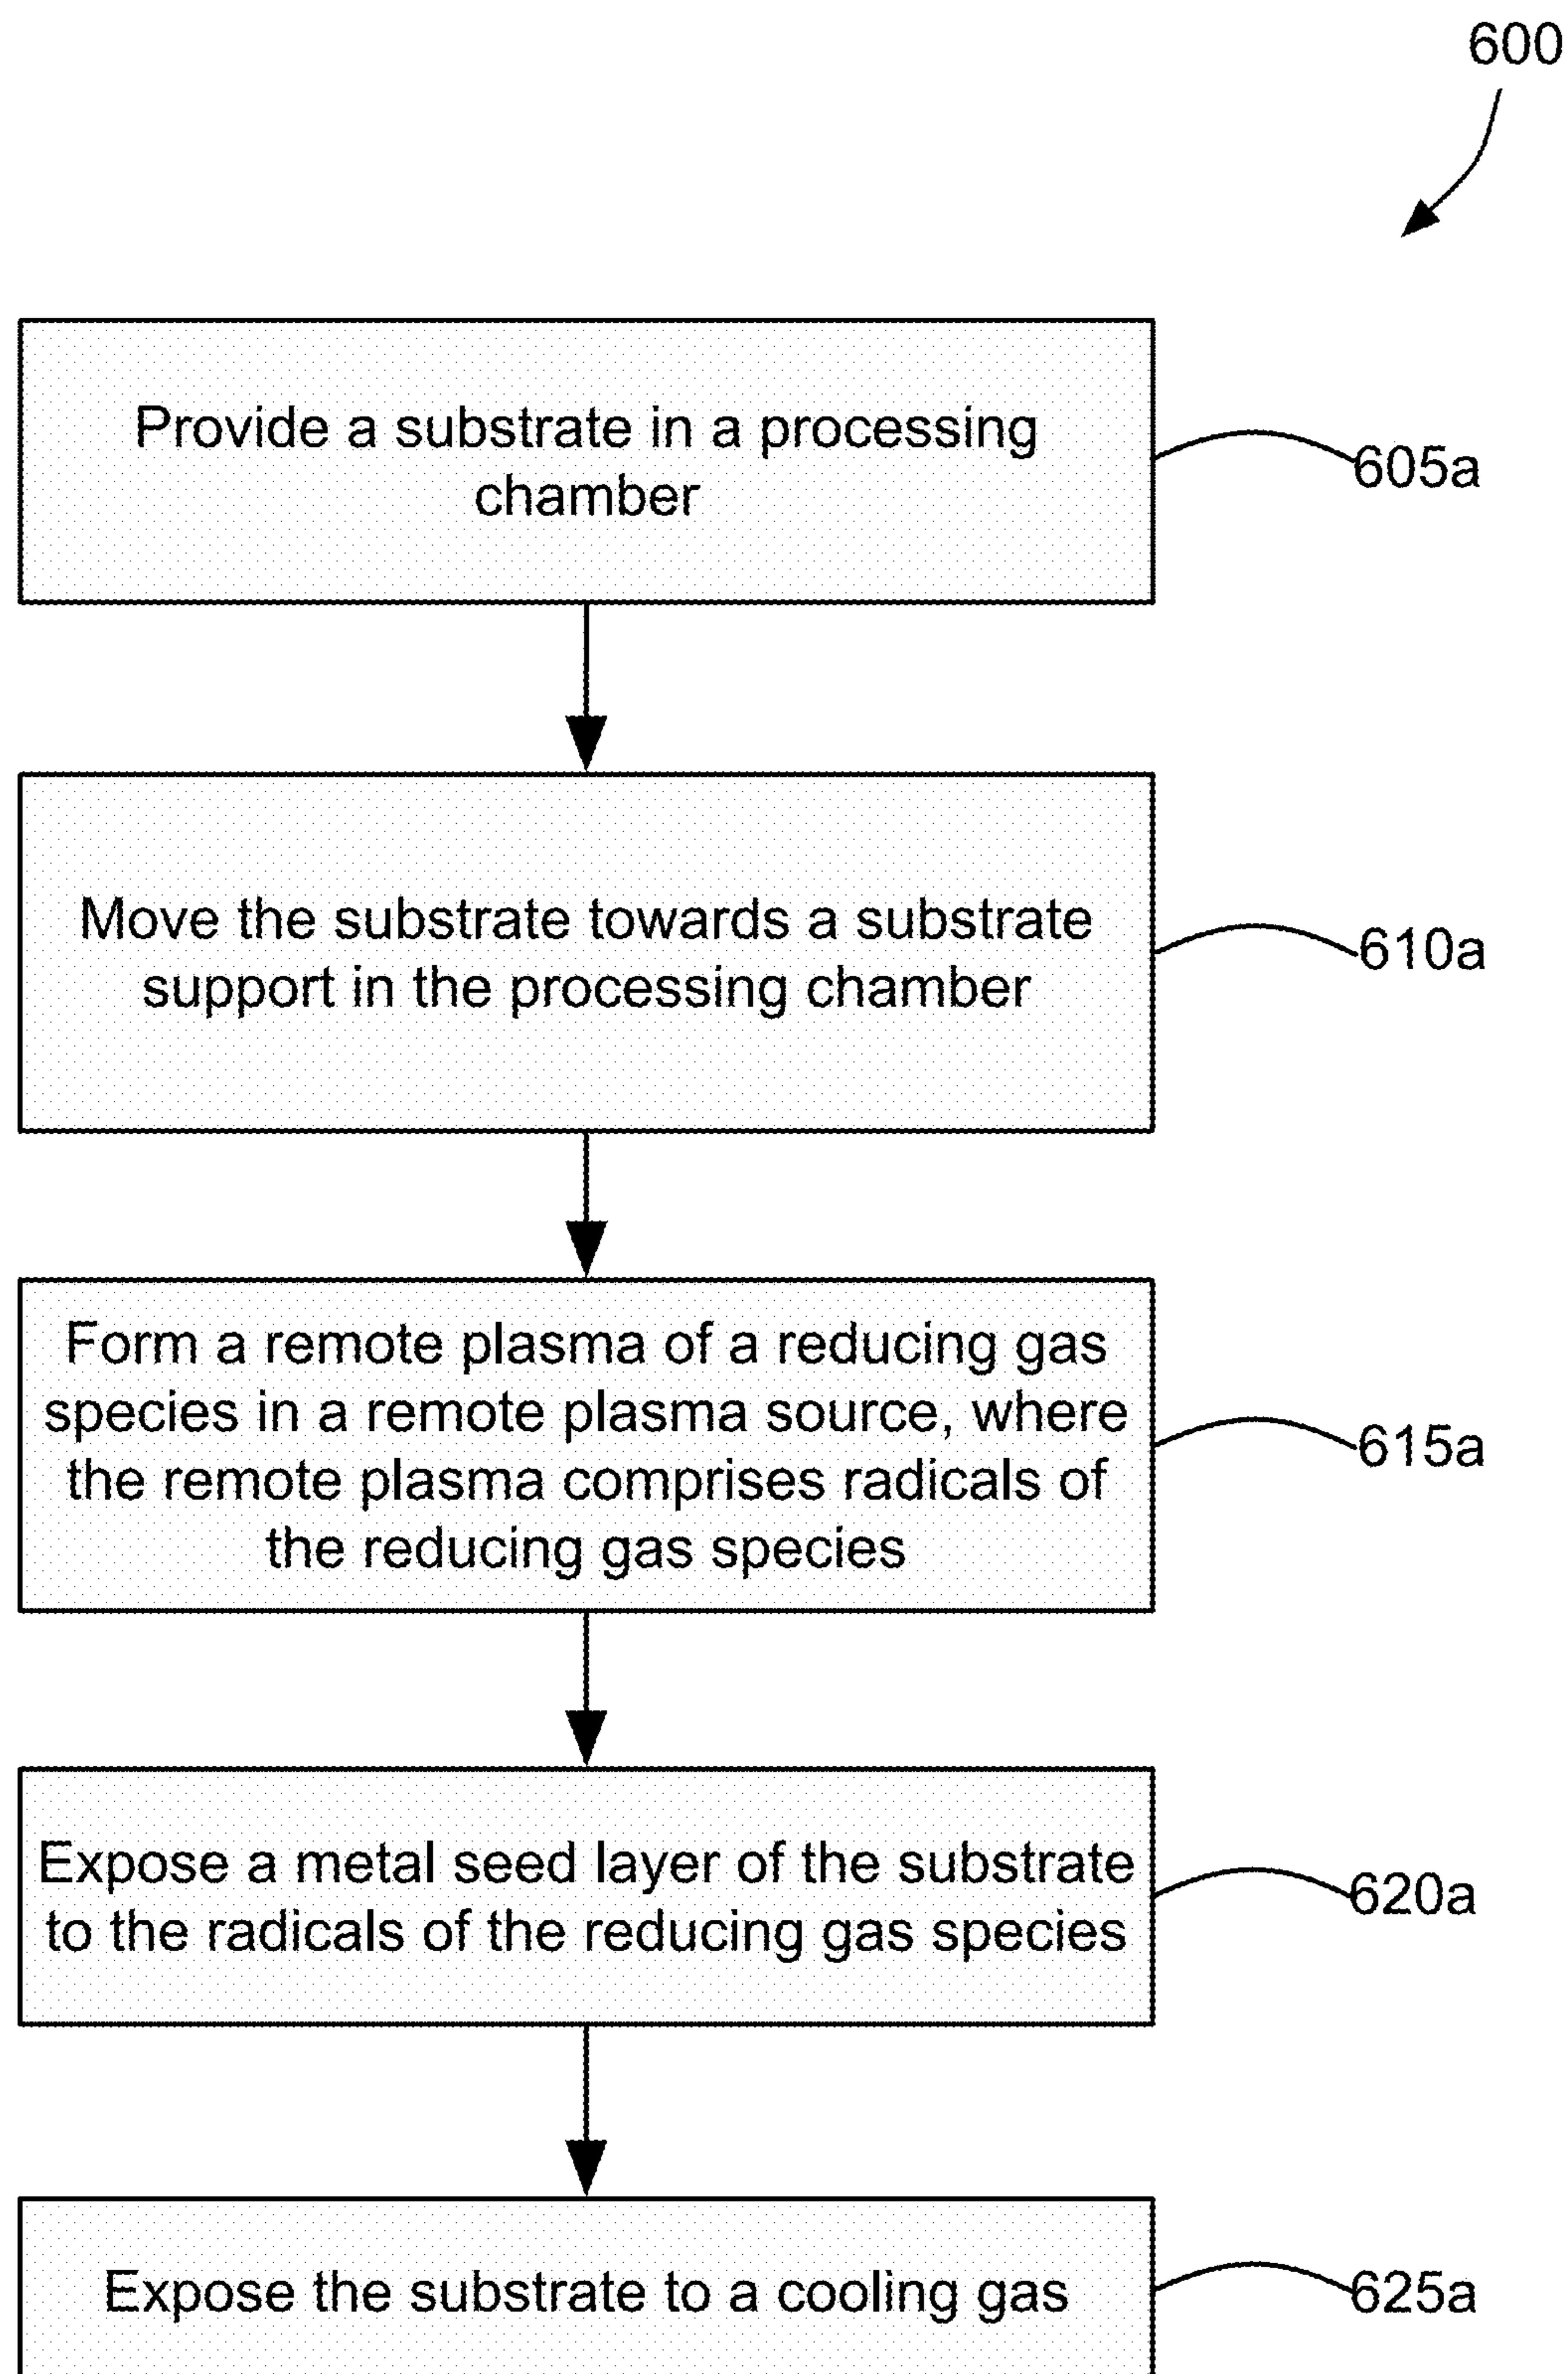 600
Provide a substrate in a processing
chamber
605a
Move the substrate towards a substrate
support in the processing chamber
610a
Form a remote plasma of a reducing gas
species in a remote plasma source, where
the remote plasma comprises radicals of
the reducing gas species
615a
Expose a metal seed layer of the substrate
to the radicals of the reducing gas species
620a
Expose the substrate to a cooling gas
625a